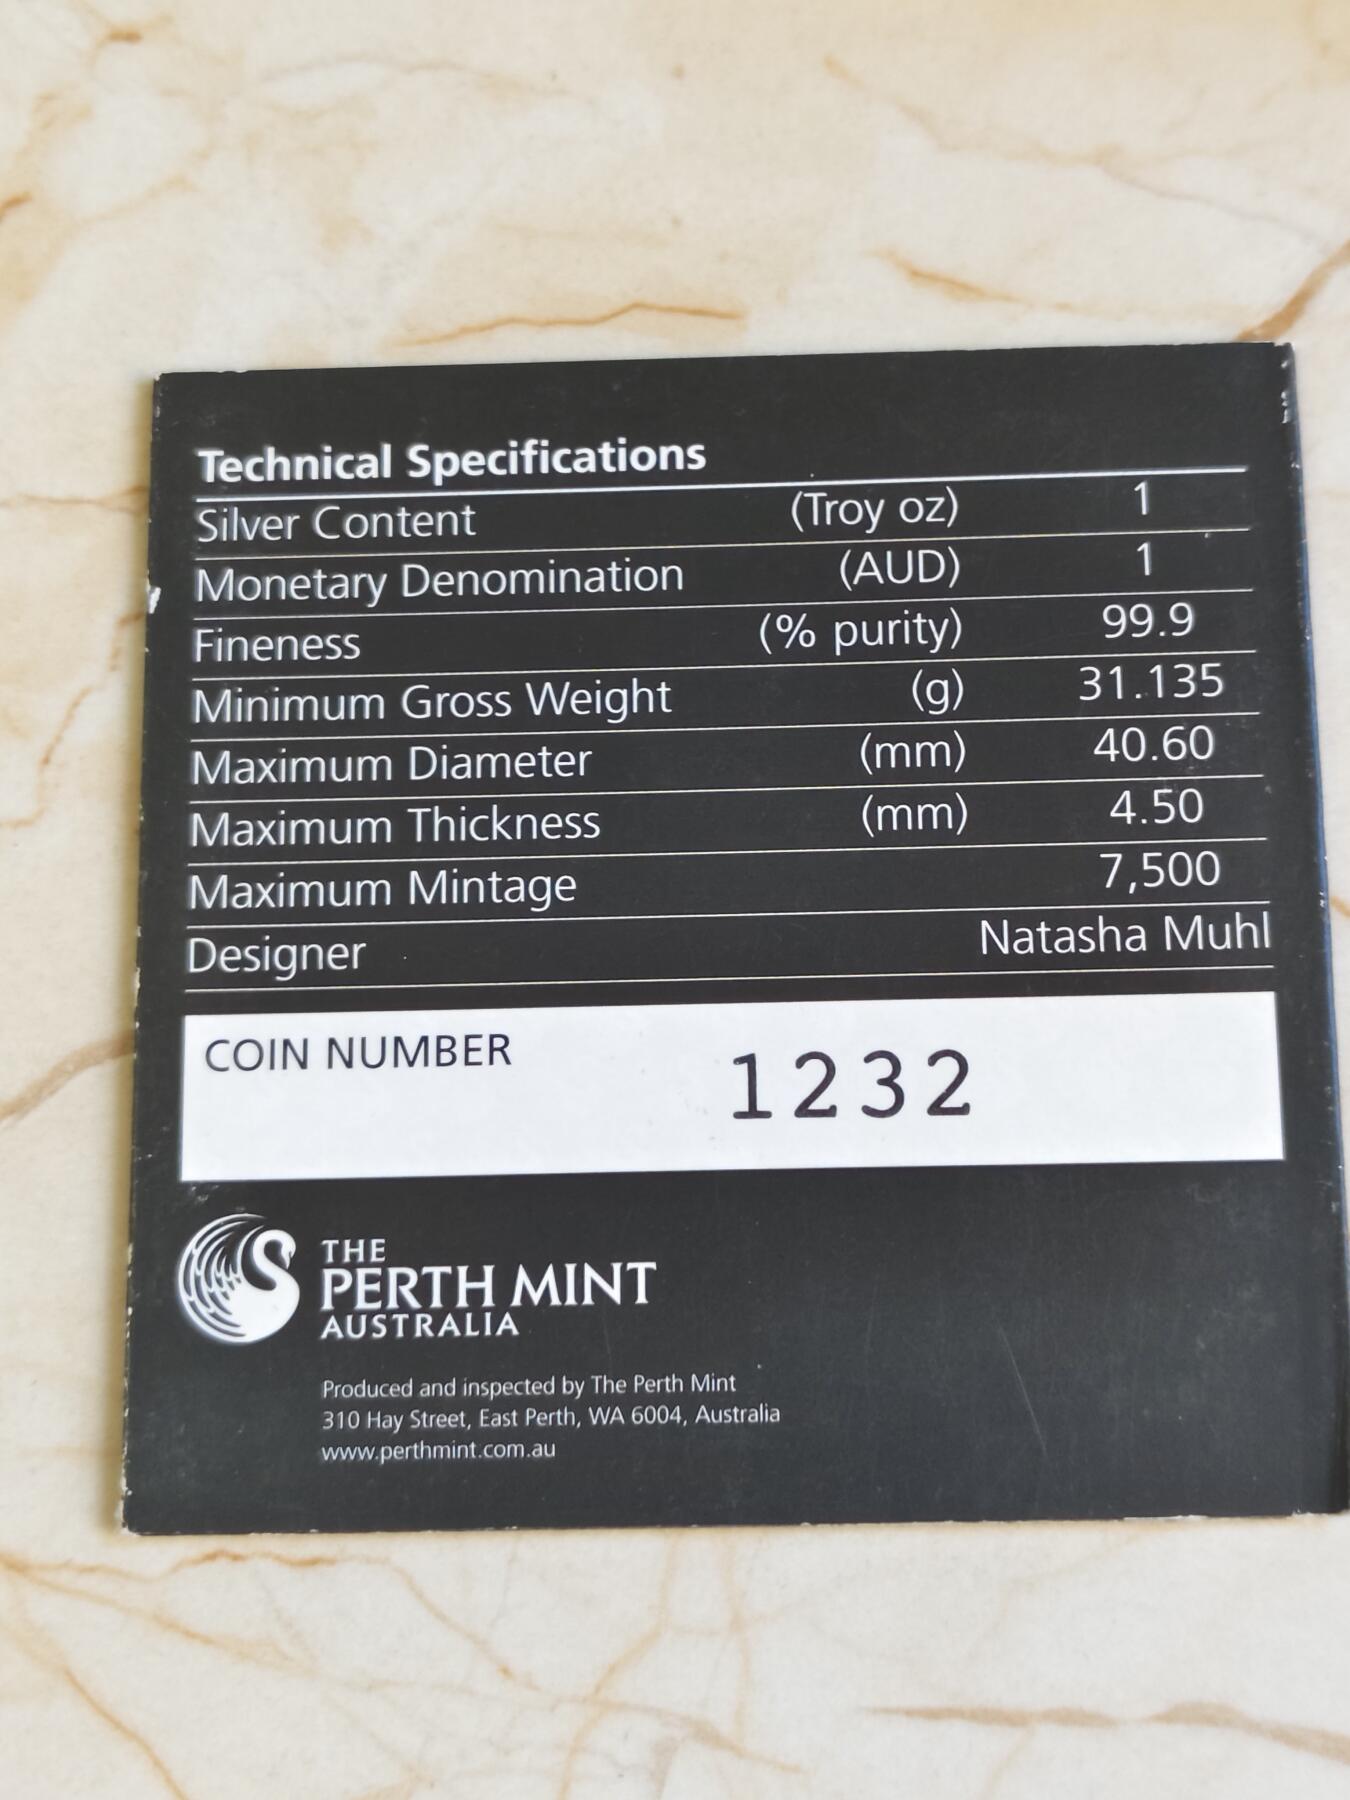 Technical Specifications
Silver Content (Troy oz) 1
Monetary Denomination (AUD) 1
Fineness (% purity) 99.9
Minimum Gross Weight (g) 31.135
Maximum Diameter (mm) 40.60
Maximum Thickness (mm) 4.50
Maximum Mintage 7,500
Designer Natasha Muhl
COIN NUMBER 1232
THE
PERTH MINT
AUSTRALIA
Produced and inspected by The Perth Mint
310 Hay Street, East Perth, WA 6004, Australia
www.perthmint.com.au